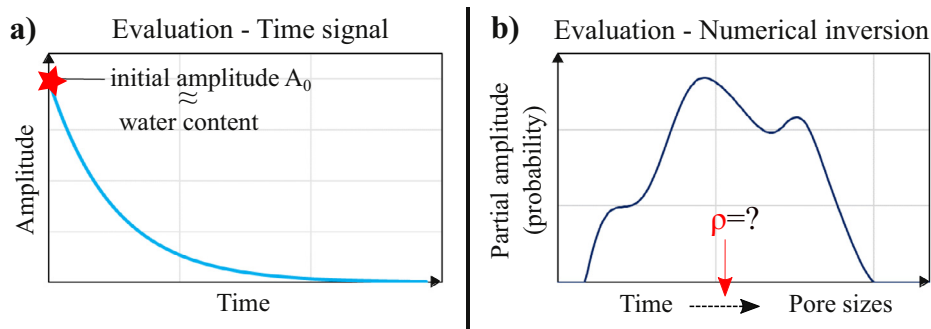 a)
Evaluation - Time signal
initial amplitude A₀
≈
water content
Amplitude
Time
b)
Evaluation - Numerical inversion
Partial amplitude
(probability)
ρ=?
Time
Pore sizes